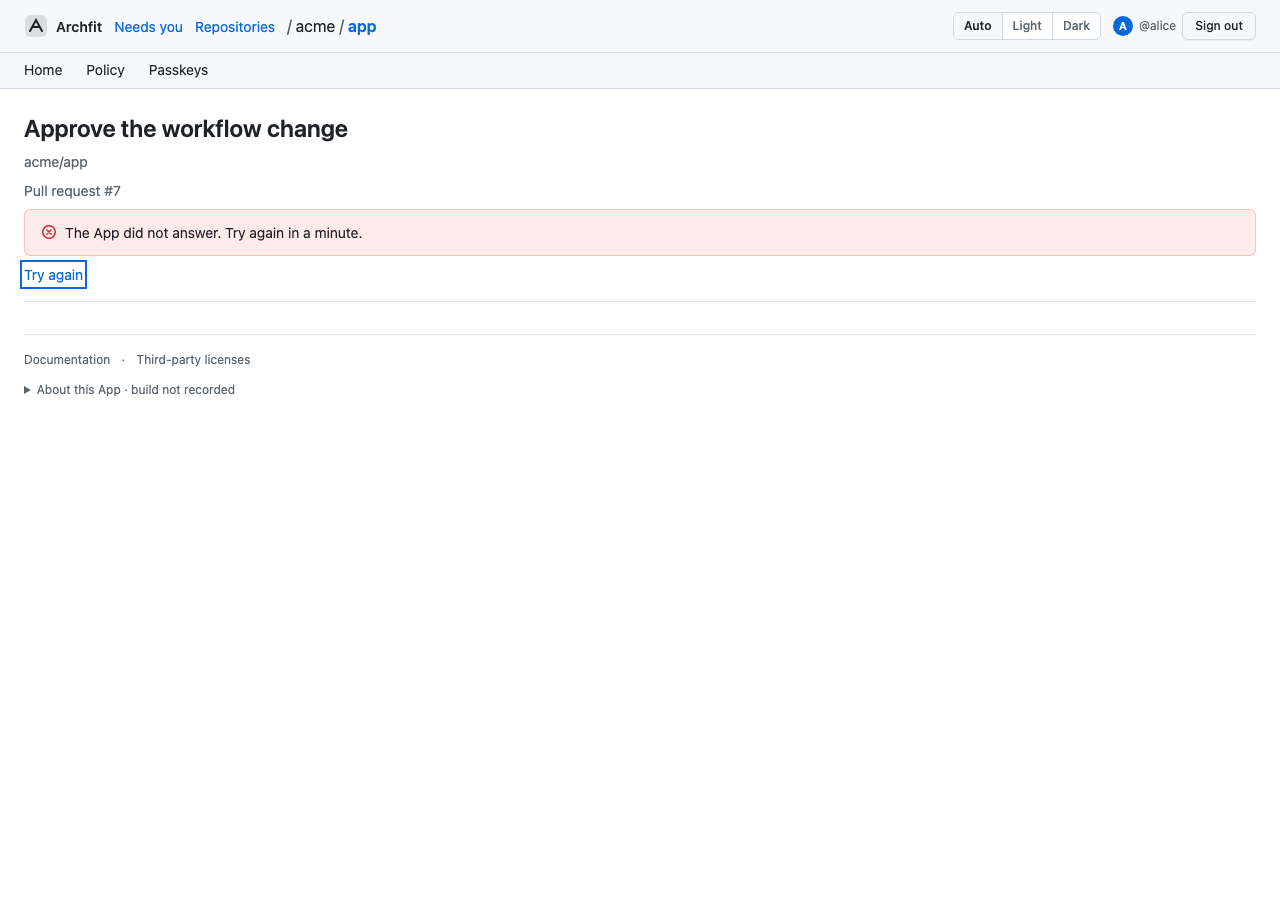 Archfit Needs you Repositories / acme / app Auto Light Dark A @alice Sign out
Home Policy Passkeys
Approve the workflow change
acme/app
Pull request #7
The App did not answer. Try again in a minute.
Try again
Documentation · Third-party licenses
About this App · build not recorded